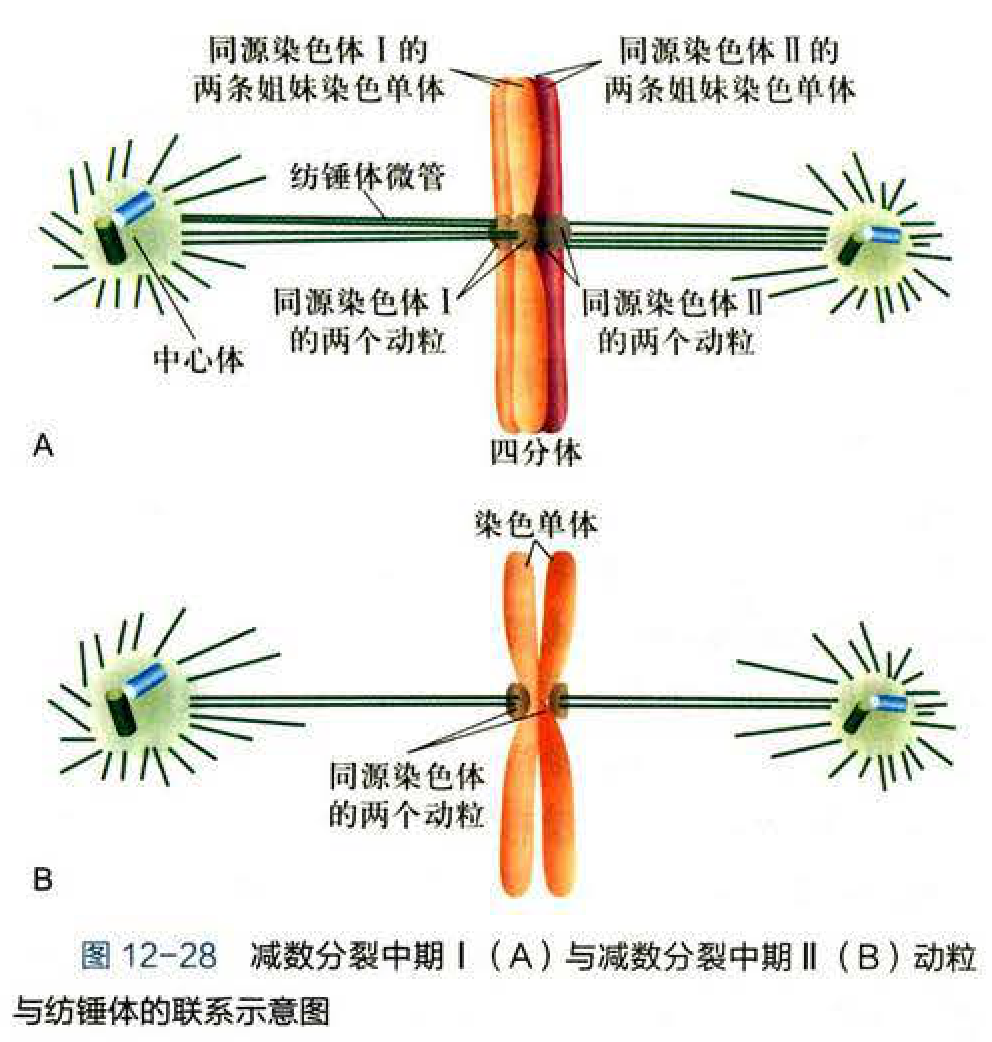 同源染色体Ⅰ的
两条姐妹染色单体
同源染色体Ⅱ的
两条姐妹染色单体
纺锤体微管
同源染色体Ⅰ
的两个动粒
同源染色体Ⅱ
的两个动粒
中心体
A
四分体
染色单体
同源染色体
的两个动粒
B
图 12-28 减数分裂中期Ⅰ（A）与减数分裂中期Ⅱ（B）动粒
与纺锤体的联系示意图